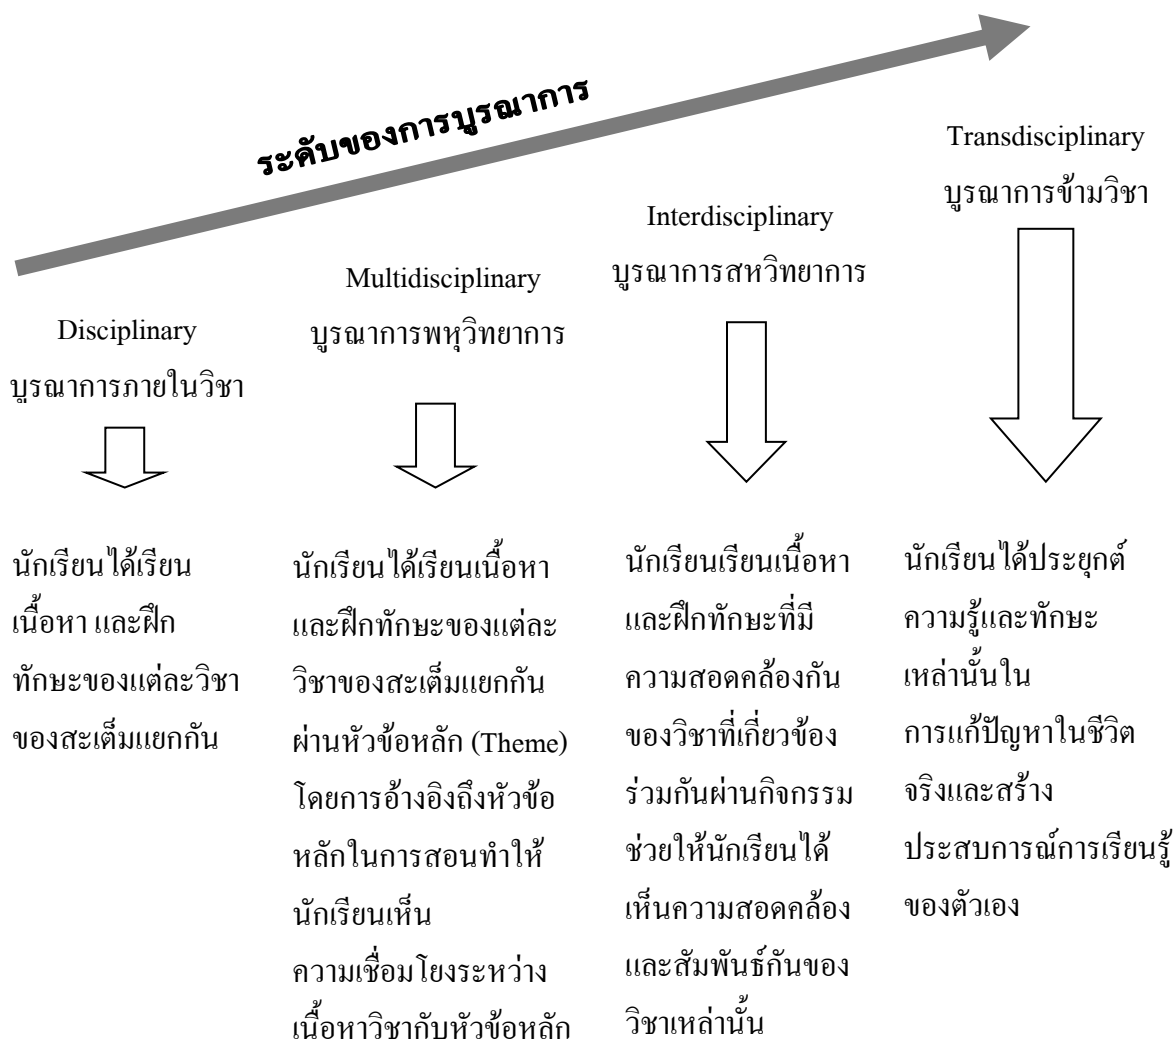 ระดับของการบูรณาการ
Disciplinary
บูรณาการภายในวิชา
นักเรียนได้เรียน
เนื้อหา และฝึก
ทักษะของแต่ละวิชา
ของสะเต็มแยกกัน
Multidisciplinary
บูรณาการพหุวิทยาการ
นักเรียนได้เรียนเนื้อหา
และฝึกทักษะของแต่ละ
วิชาของสะเต็มแยกกัน
ผ่านหัวข้อหลัก (Theme)
โดยการอ้างอิงถึงหัวข้อ
หลักในการสอนทำให้
นักเรียนเห็น
ความเชื่อมโยงระหว่าง
เนื้อหาวิชากับหัวข้อหลัก
Interdisciplinary
บูรณาการสหวิทยาการ
นักเรียนเรียนเนื้อหา
และฝึกทักษะที่มี
ความสอดคล้องกัน
ของวิชาที่เกี่ยวข้อง
ร่วมกันผ่านกิจกรรม
ช่วยให้นักเรียนได้
เห็นความสอดคล้อง
และสัมพันธ์กันของ
วิชาเหล่านั้น
Transdisciplinary
บูรณาการข้ามวิชา
นักเรียนได้ประยุกต์
ความรู้และทักษะ
เหล่านั้นใน
การแก้ปัญหาในชีวิต
จริงและสร้าง
ประสบการณ์การเรียนรู้
ของตัวเอง